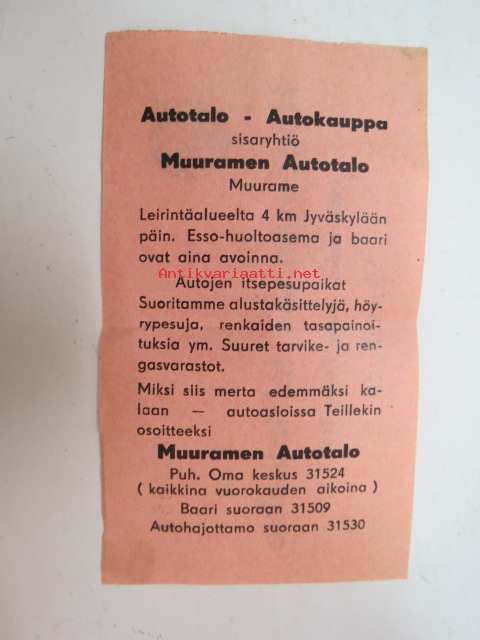 Autotalo - Autokauppa
sisaryhtiö
Muuramen Autotalo
Muurame
Leirintäalueelta 4 km Jyväskylään
päin. Esso-huoltoasema ja baari
ovat aina avoinna.
Antikvariaatti.net
Autojen itsepesupaikat
Suoritamme alustakäsittelyjä, höy-
rypesuja, renkaiden tasapainoi-
tuksia ym. Suuret tarvike- ja ren-
gasvarastot.
Miksi siis merta edemmäksi ka-
laan — autoasioissa Teillekin
osoitteeksi
Muuramen Autotalo
Puh. Oma keskus 31524
( kaikkina vuorokauden aikoina )
Baari suoraan 31509
Autohajottamo suoraan 31530